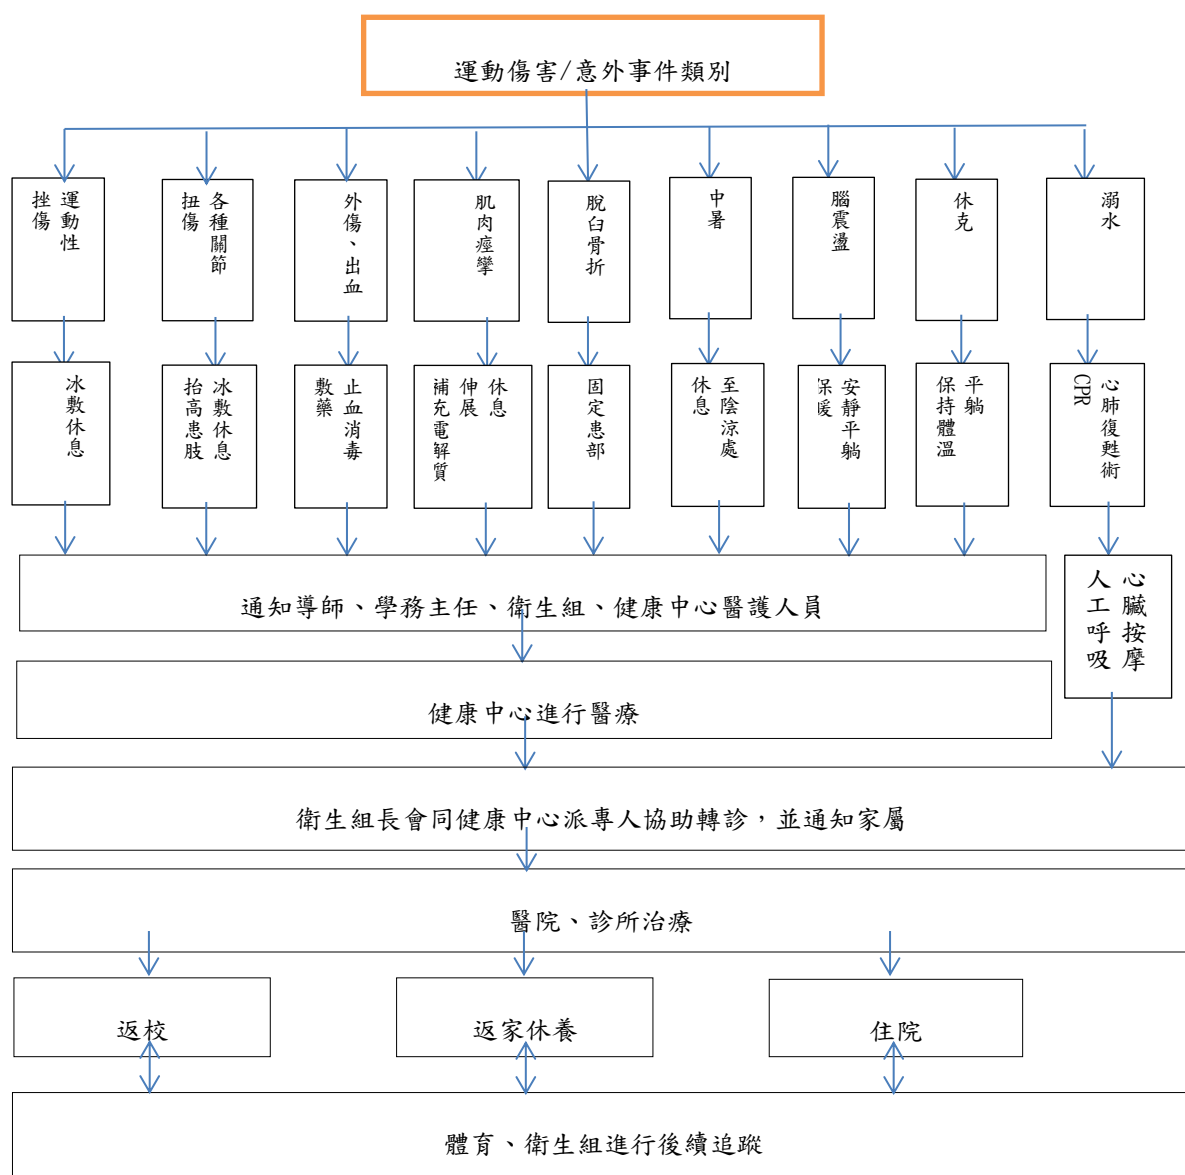 運動傷害/意外事件類別
運動性
挫傷
各種關節
扭傷
外傷、出血
肌肉痙攣
脫臼骨折
中暑
腦震盪
休克
溺水
冰敷休息
冰敷休息
抬高患肢
止血消毒
敷藥
休息
伸展
補充電解質
固定患部
至陰涼處
休息
安靜平躺
保暖
平躺
保持體溫
心肺復甦術
CPR
通知導師、學務主任、衛生組、健康中心醫護人員
心臟按摩
人工呼吸
健康中心進行醫療
衛生組長會同健康中心派專人協助轉診，並通知家屬
醫院、診所治療
返校
返家休養
住院
體育、衛生組進行後續追蹤